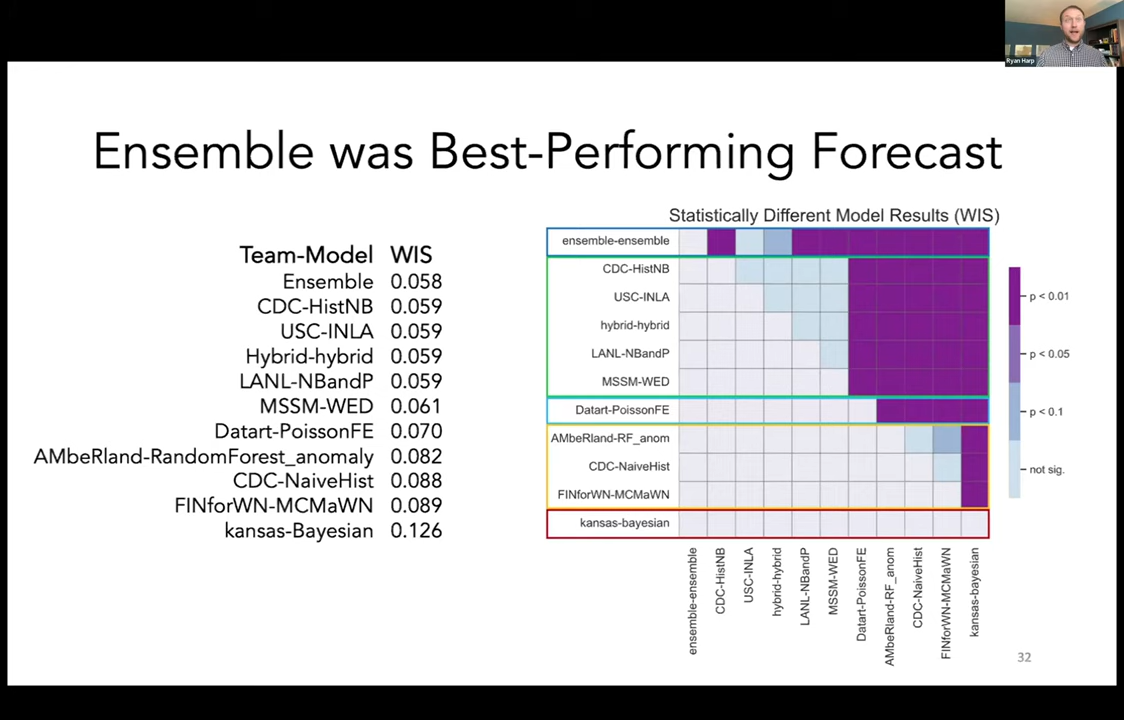 Ryan Harp
Ensemble was Best-Performing Forecast
Team-Model WIS
Ensemble 0.058
CDC-HistNB 0.059
USC-INLA 0.059
Hybrid-hybrid 0.059
LANL-NBandP 0.059
MSSM-WED 0.061
Datart-PoissonFE 0.070
AMbeRland-RandomForest_anomaly 0.082
CDC-NaiveHist 0.088
FINforWN-MCMaWN 0.089
kansas-Bayesian 0.126
Statistically Different Model Results (WIS)
ensemble-ensemble
CDC-HistNB
USC-INLA
hybrid-hybrid
LANL-NBandP
MSSM-WED
Datart-PoissonFE
AMbeRland-RF_anom
CDC-NaiveHist
FINforWN-MCMaWN
kansas-bayesian
ensemble-ensemble
CDC-HistNB
USC-INLA
hybrid-hybrid
LANL-NBandP
MSSM-WED
Datart-PoissonFE
AMbeRland-RF_anom
CDC-NaiveHist
FINforWN-MCMaWN
kansas-bayesian
p < 0.01
p < 0.05
p < 0.1
not sig.
32